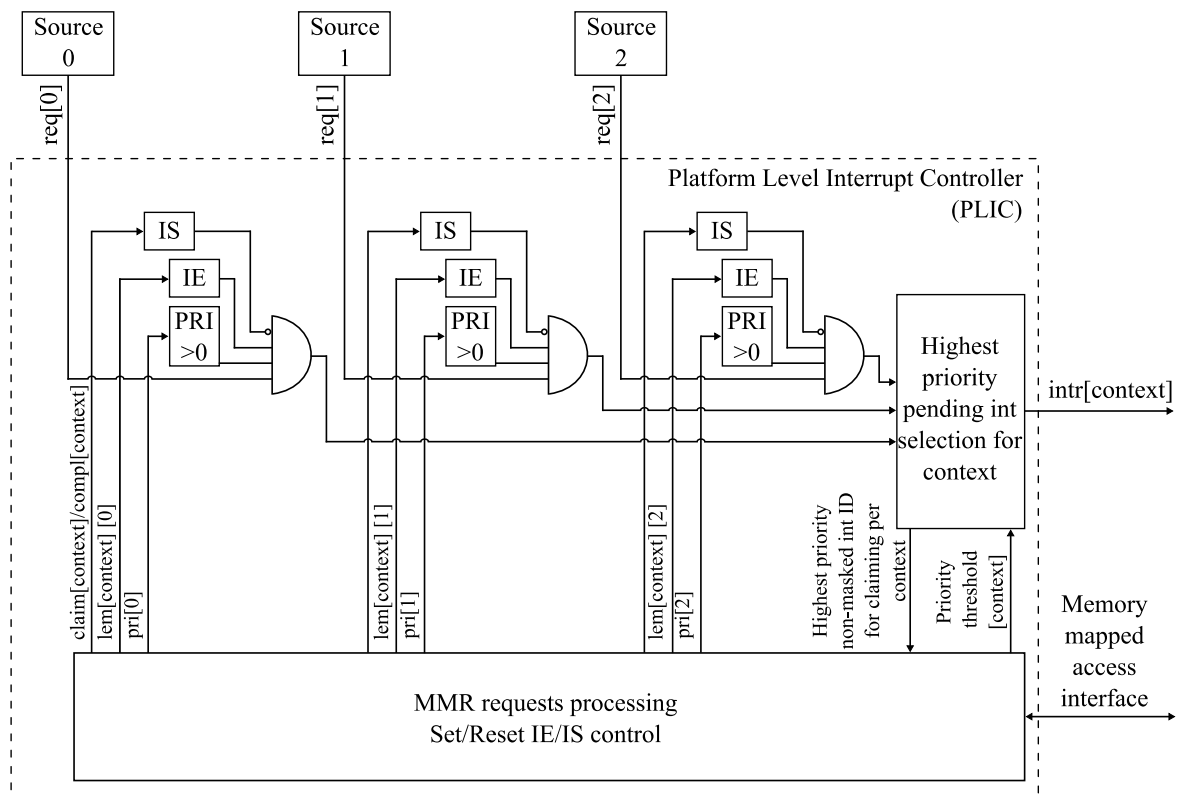 Source
0
Source
1
Source
2
req[0]
req[1]
req[2]
Platform Level Interrupt Controller
(PLIC)
IS
IE
PRI
>0
IS
IE
PRI
>0
IS
IE
PRI
>0
Highest
priority
pending int
selection for
context
intr[context]
claim[context]/compl[context]
lem[context] [0]
pri[0]
lem[context] [1]
pri[1]
lem[context] [2]
pri[2]
Highest priority
non-masked int ID
for claiming per
context
Priority
threshold
[context]
Memory
mapped
access
interface
MMR requests processing
Set/Reset IE/IS control